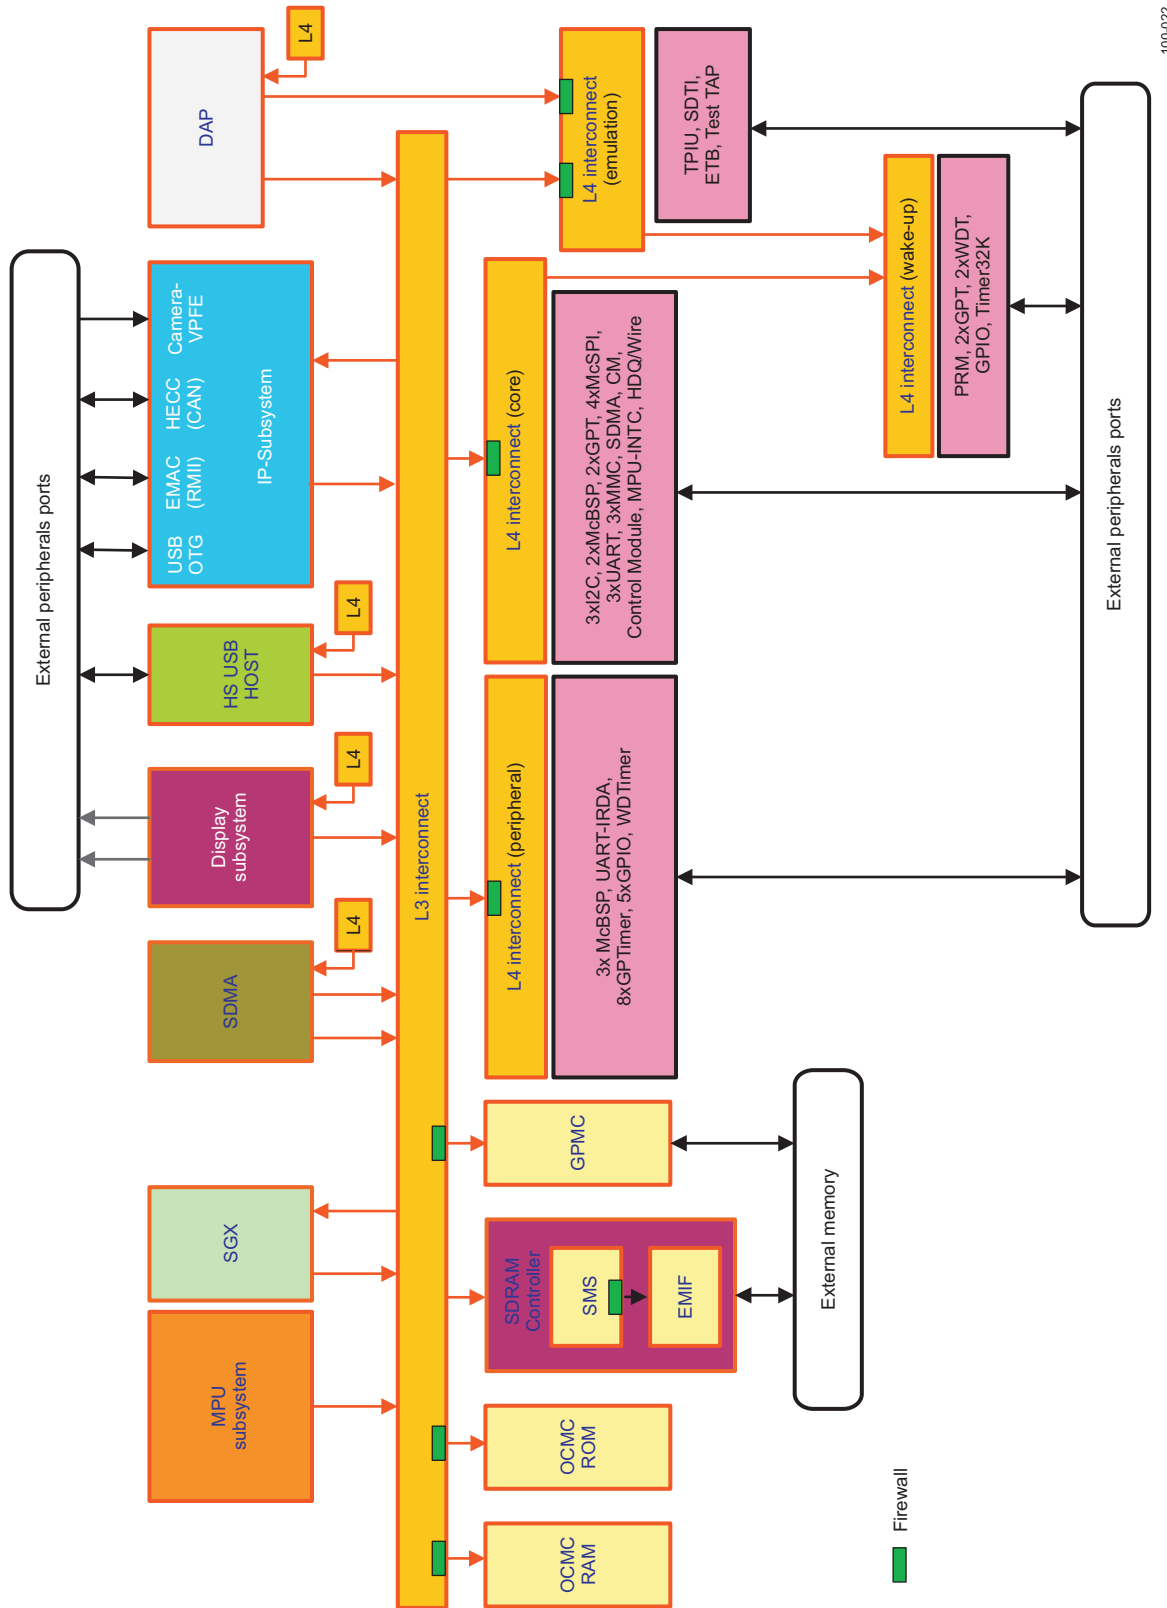 External peripherals ports
MPU
subsystem
SGX
SDMA
L4
Display
subsystem
L4
HS USB
HOST
L4
USB
OTG
EMAC
(RMII)
HECC
(CAN)
Camera-
VPFE
IP-Subsystem
DAP
L4
L3 interconnect
OCMC
RAM
OCMC
ROM
SDRAM
Controller
SMS
EMIF
GPMC
L4 interconnect (peripheral)
3x McBSP, UART-IRDA,
8xGPTimer, 5xGPIO, WDTimer
L4 interconnect (core)
3xI2C, 2xMcBSP, 2xGPT, 4xMcSPI,
3xUART, 3xMMC, SDMA, CM,
Control Module, MPU-INTC, HDQ/Wire
L4 interconnect
(emulation)
TPIU, SDTI,
ETB, Test TAP
L4 interconnect (wake-up)
PRM, 2xGPT, 2xWDT,
GPIO, Timer32K
External memory
External peripherals ports
Firewall
100-022